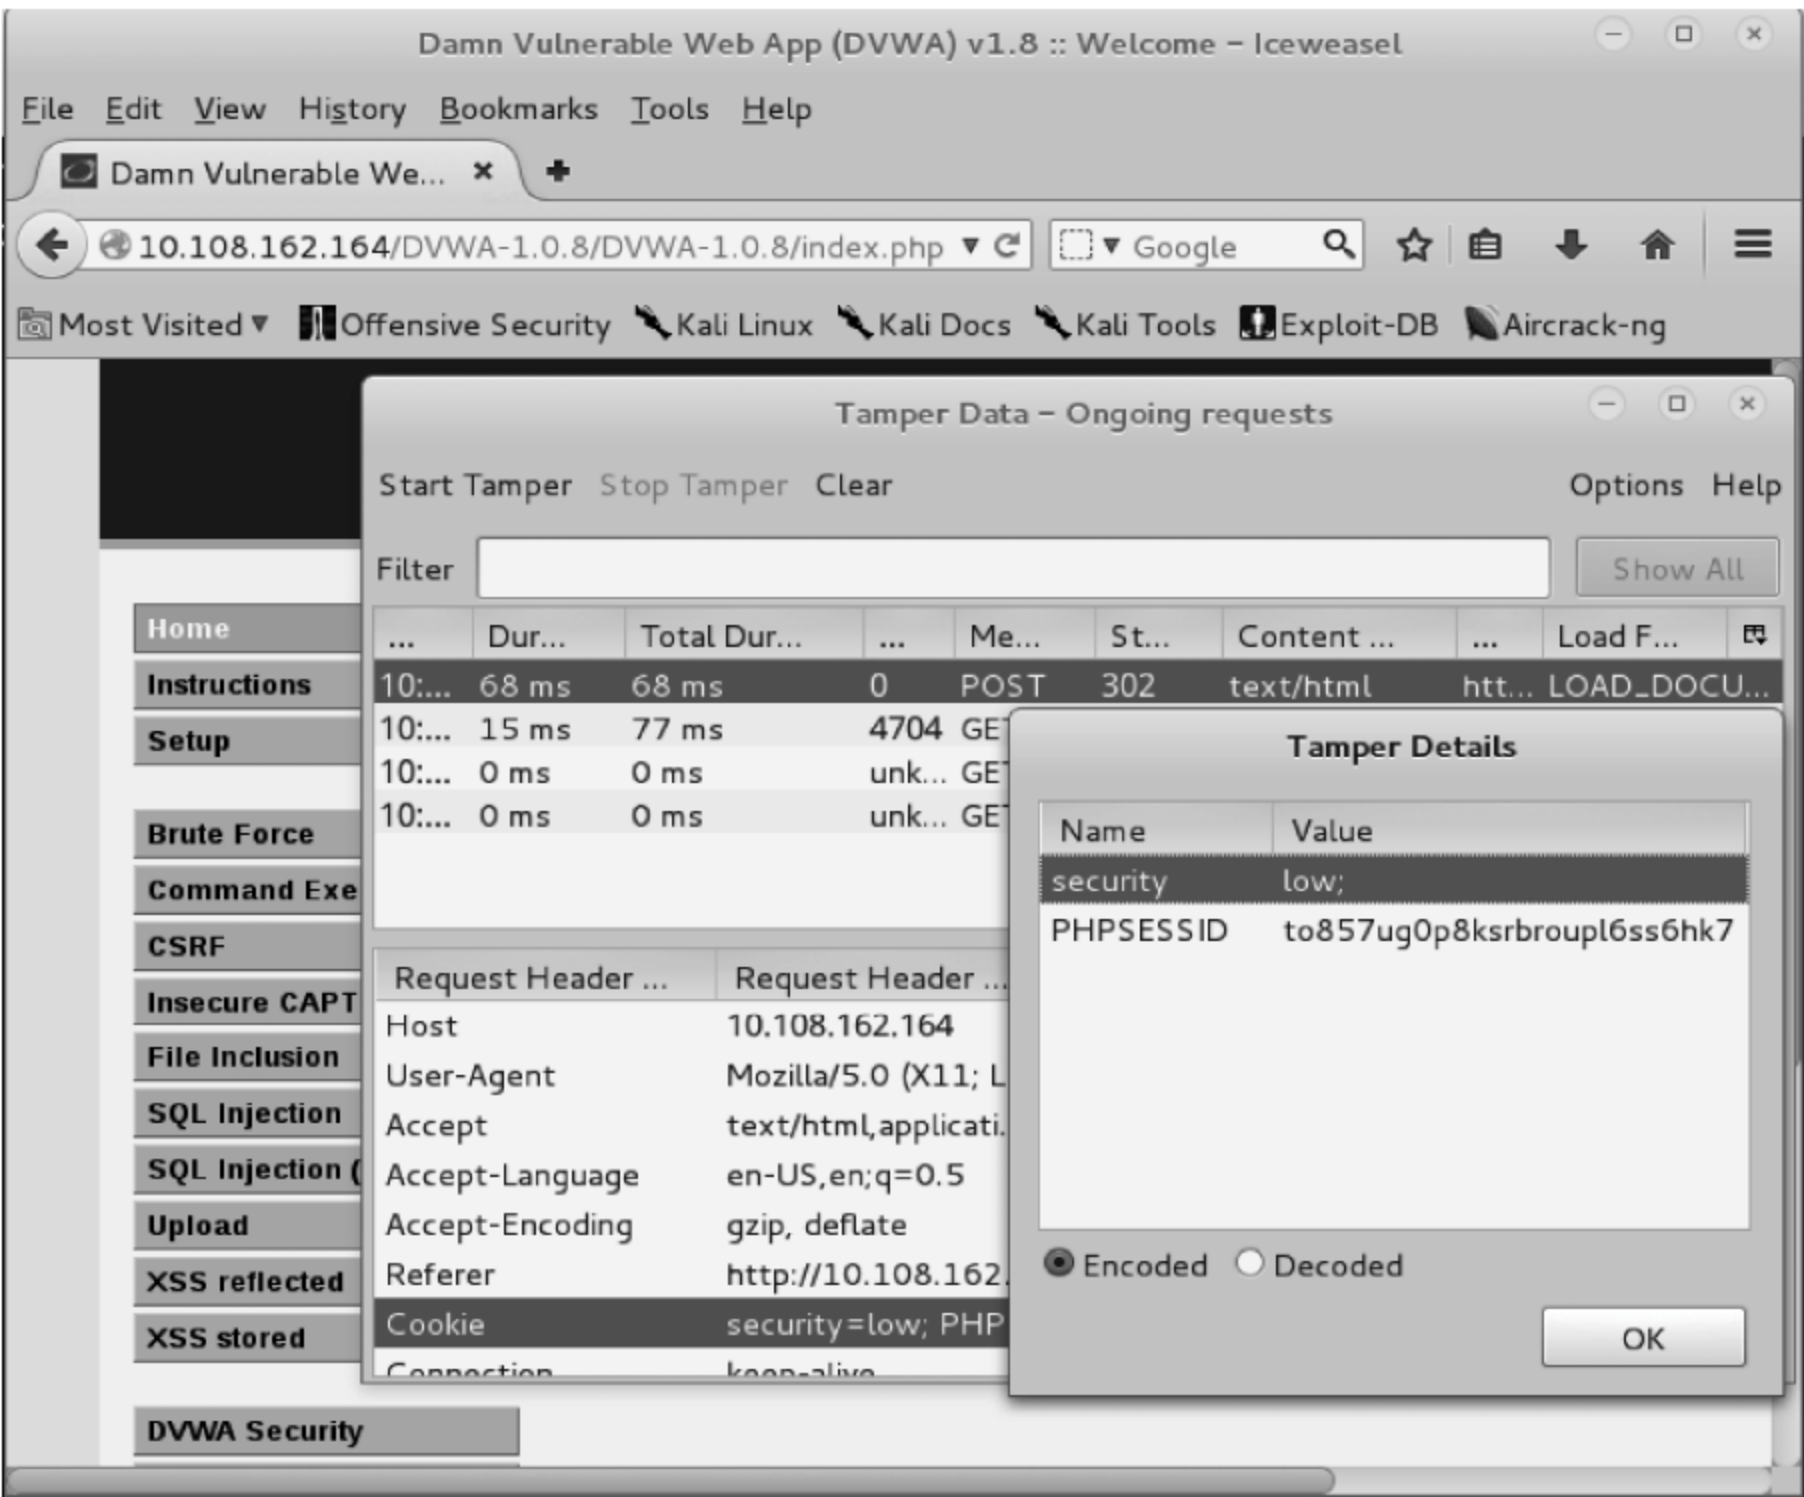 Damn Vulnerable Web App (DVWA) v1.8 :: Welcome – Iceweasel
File Edit View History Bookmarks Tools Help
Damn Vulnerable We...
10.108.162.164/DVWA-1.0.8/DVWA-1.0.8/index.php Google
Most Visited Offensive Security Kali Linux Kali Docs Kali Tools Exploit-DB Aircrack-ng
Tamper Data – Ongoing requests
Start Tamper Stop Tamper Clear Options Help
Filter Show All
... Dur... Total Dur... ... Me... St... Content ... ... Load F...
10:... 68 ms 68 ms 0 POST 302 text/html htt... LOAD_DOCU...
10:... 15 ms 77 ms 4704 GE
10:... 0 ms 0 ms unk... GE
10:... 0 ms 0 ms unk... GE
Request Header ... Request Header ...
Host 10.108.162.164
User-Agent Mozilla/5.0 (X11; L
Accept text/html,applicati.
Accept-Language en-US,en;q=0.5
Accept-Encoding gzip, deflate
Referer http://10.108.162.
Cookie security=low; PHP
Connection keep-alive
Tamper Details
Name Value
security low;
PHPSESSID to857ug0p8ksrbroupl6ss6hk7
Encoded Decoded
OK
Home
Instructions
Setup
Brute Force
Command Exe
CSRF
Insecure CAPT
File Inclusion
SQL Injection
SQL Injection (
Upload
XSS reflected
XSS stored
DVWA Security